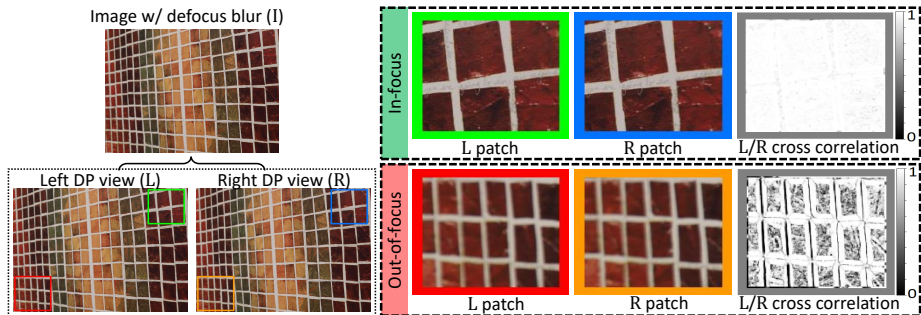 Image w/ defocus blur (I)
Left DP view (L)
Right DP view (R)
In-focus
L patch
R patch
L/R cross correlation
1
0
Out-of-focus
L patch
R patch
L/R cross correlation
1
0